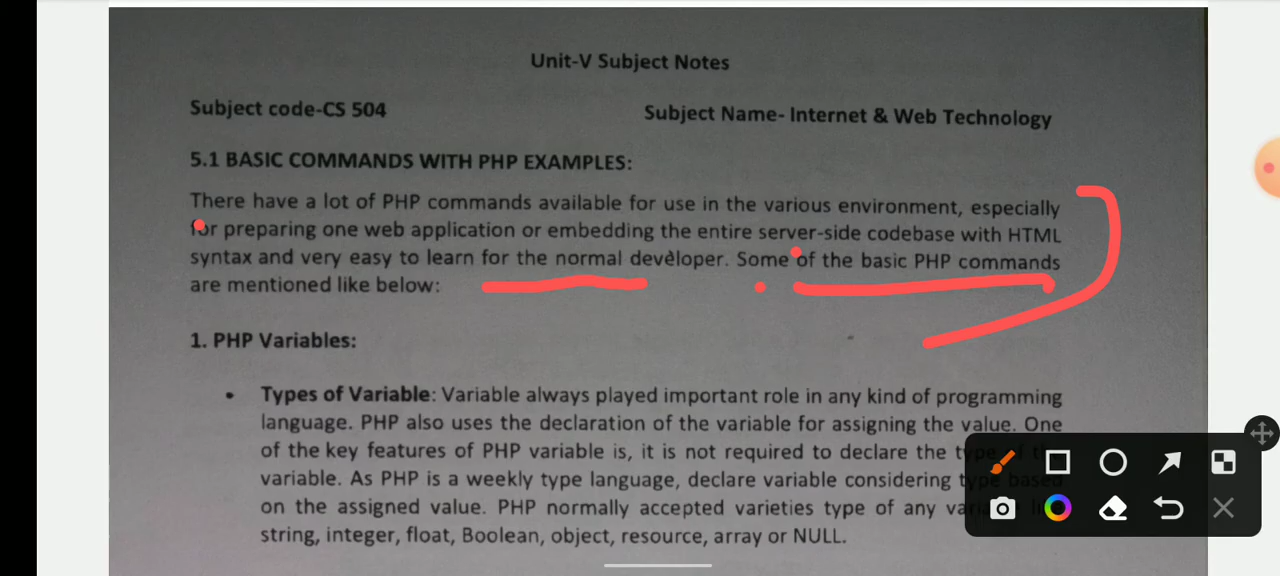 Unit-V Subject Notes
Subject code-CS 504 Subject Name- Internet & Web Technology
5.1 BASIC COMMANDS WITH PHP EXAMPLES:
There have a lot of PHP commands available for use in the various environment, especially
for preparing one web application or embedding the entire server-side codebase with HTML
syntax and very easy to learn for the normal developer. Some of the basic PHP commands
are mentioned like below:
1. PHP Variables:
• Types of Variable: Variable always played important role in any kind of programming
language. PHP also uses the declaration of the variable for assigning the value. One
of the key features of PHP variable is, it is not required to declare the
variable. As PHP is a weekly type language, declare variable considering type based
on the assigned value. PHP normally accepted varieties type of any
string, integer, float, Boolean, object, resource, array or NULL.